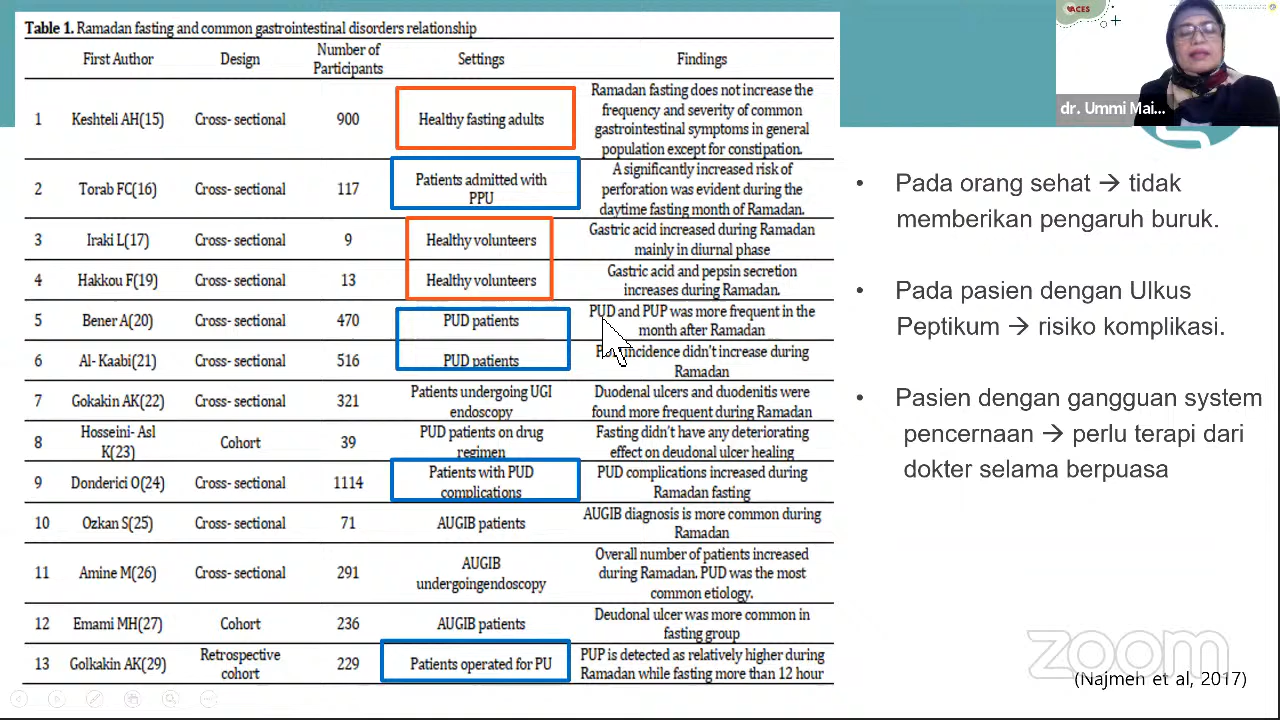 Table 1. Ramadan fasting and common gastrointestinal disorders relationship
First Author Design Number of Participants Settings Findings
1 Keshteli AH(15) Cross- sectional 900 Healthy fasting adults Ramadan fasting does not increase the
frequency and severity of common
gastrointestinal symptoms in general
population except for constipation.
2 Torab FC(16) Cross- sectional 117 Patients admitted with PPU A significantly increased risk of
perforation was evident during the
daytime fasting month of Ramadan.
3 Iraki L(17) Cross- sectional 9 Healthy volunteers Gastric acid increased during Ramadan
mainly in diurnal phase
4 Hakkou F(19) Cross- sectional 13 Healthy volunteers Gastric acid and pepsin secretion
increases during Ramadan.
5 Bener A(20) Cross- sectional 470 PUD patients PUD and PUP was more frequent in the
month after Ramadan
6 Al- Kaabi(21) Cross- sectional 516 PUD patients incidence didn't increase during
Ramadan
7 Gokakin AK(22) Cross- sectional 321 Patients undergoing UGI endoscopy Duodenal ulcers and duodenitis were
found more frequent during Ramadan
8 Hosseini- Asl K(23) Cohort 39 PUD patients on drug regimen Fasting didn't have any deteriorating
effect on deudonal ulcer healing
9 Donderici O(24) Cross- sectional 1114 Patients with PUD complications PUD complications increased during
Ramadan fasting
10 Ozkan S(25) Cross- sectional 71 AUGIB patients AUGIB diagnosis is more common during
Ramadan
11 Amine M(26) Cross- sectional 291 AUGIB undergoingendoscopy Overall number of patients increased
during Ramadan. PUD was the most
common etiology.
12 Emami MH(27) Cohort 236 AUGIB patients Deudonal ulcer was more common in
fasting group
13 Golkakin AK(29) Retrospective cohort 229 Patients operated for PU PUP is detected as relatively higher during
Ramadan while fasting more than 12 hour
ACES
dr. Ummi Mai...
• Pada orang sehat → tidak
memberikan pengaruh buruk.
• Pada pasien dengan Ulkus
Peptikum → risiko komplikasi.
• Pasien dengan gangguan system
pencernaan → perlu terapi dari
dokter selama berpuasa
zoom
(Najmeh et al, 2017)